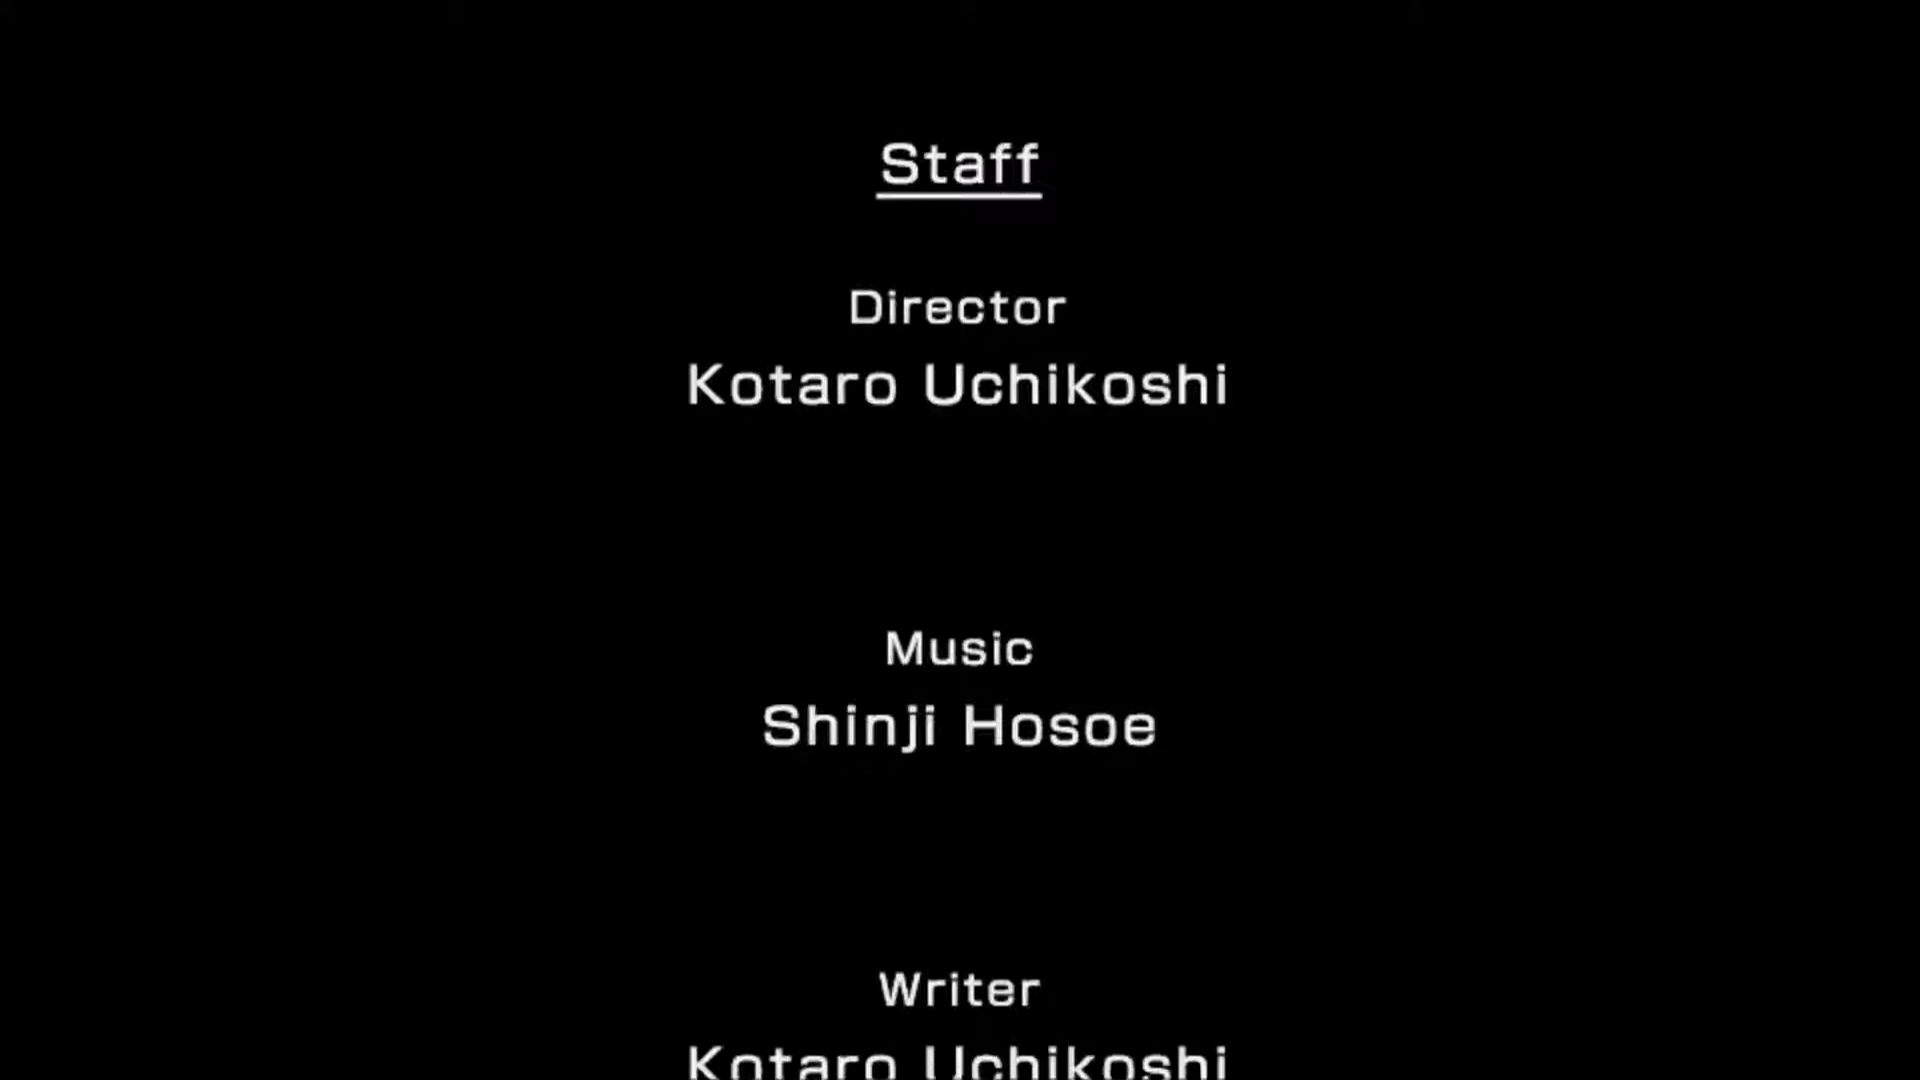 Staff
Director
Kotaro Uchikoshi
Music
Shinji Hosoe
Writer
Kotaro Uchikoshi